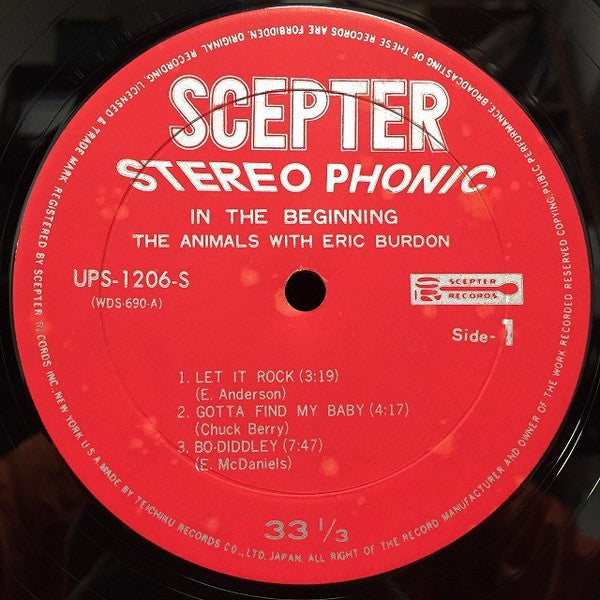 SCEPTER
STEREO PHONIC
IN THE BEGINNING
THE ANIMALS WITH ERIC BURDON
UPS-1206-S
(WDS-690-A)
SCEPTER
RECORDS
Side-1
1. LET IT ROCK (3:19)
(E. Anderson)
2. GOTTA FIND MY BABY (4:17)
(Chuck Berry)
3. BO-DIDDLEY (7:47)
(E. McDaniels)
33 1/3
TRADE MARK REGISTERED BY SCEPTER RECORDS INC., NEW YORK U.S.A MADE BY TEICHIKU RECORDS CO., LTD. JAPAN. ALL RIGHT OF THE RECORD MANUFACTURER AND OWNER OF THE WORK RECORDED RESERVED COPYING PUBLIC PERFORMANCE, BROADCASTING OF THESE RECORDS ARE FORBIDDEN. ORIGINAL RECORDING, LICENSED &